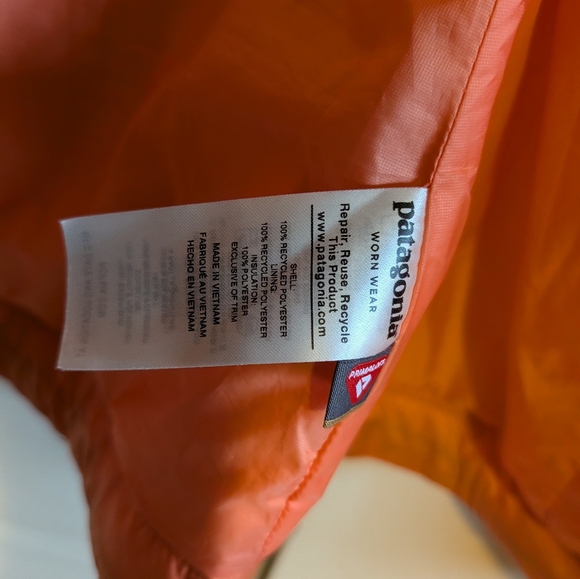 patagonia
WORN WEAR
Repair, Reuse, Recycle
This Product
www.patagonia.com
SHELL:
100% RECYCLED POLYESTER
LINING:
100% RECYCLED POLYESTER
INSULATION:
100% POLYESTER
EXCLUSIVE OF TRIM
MADE IN VIETNAM
FABRIQUÉ AU VIETNAM
HECHO EN VIETNAM
PRIMALOFT